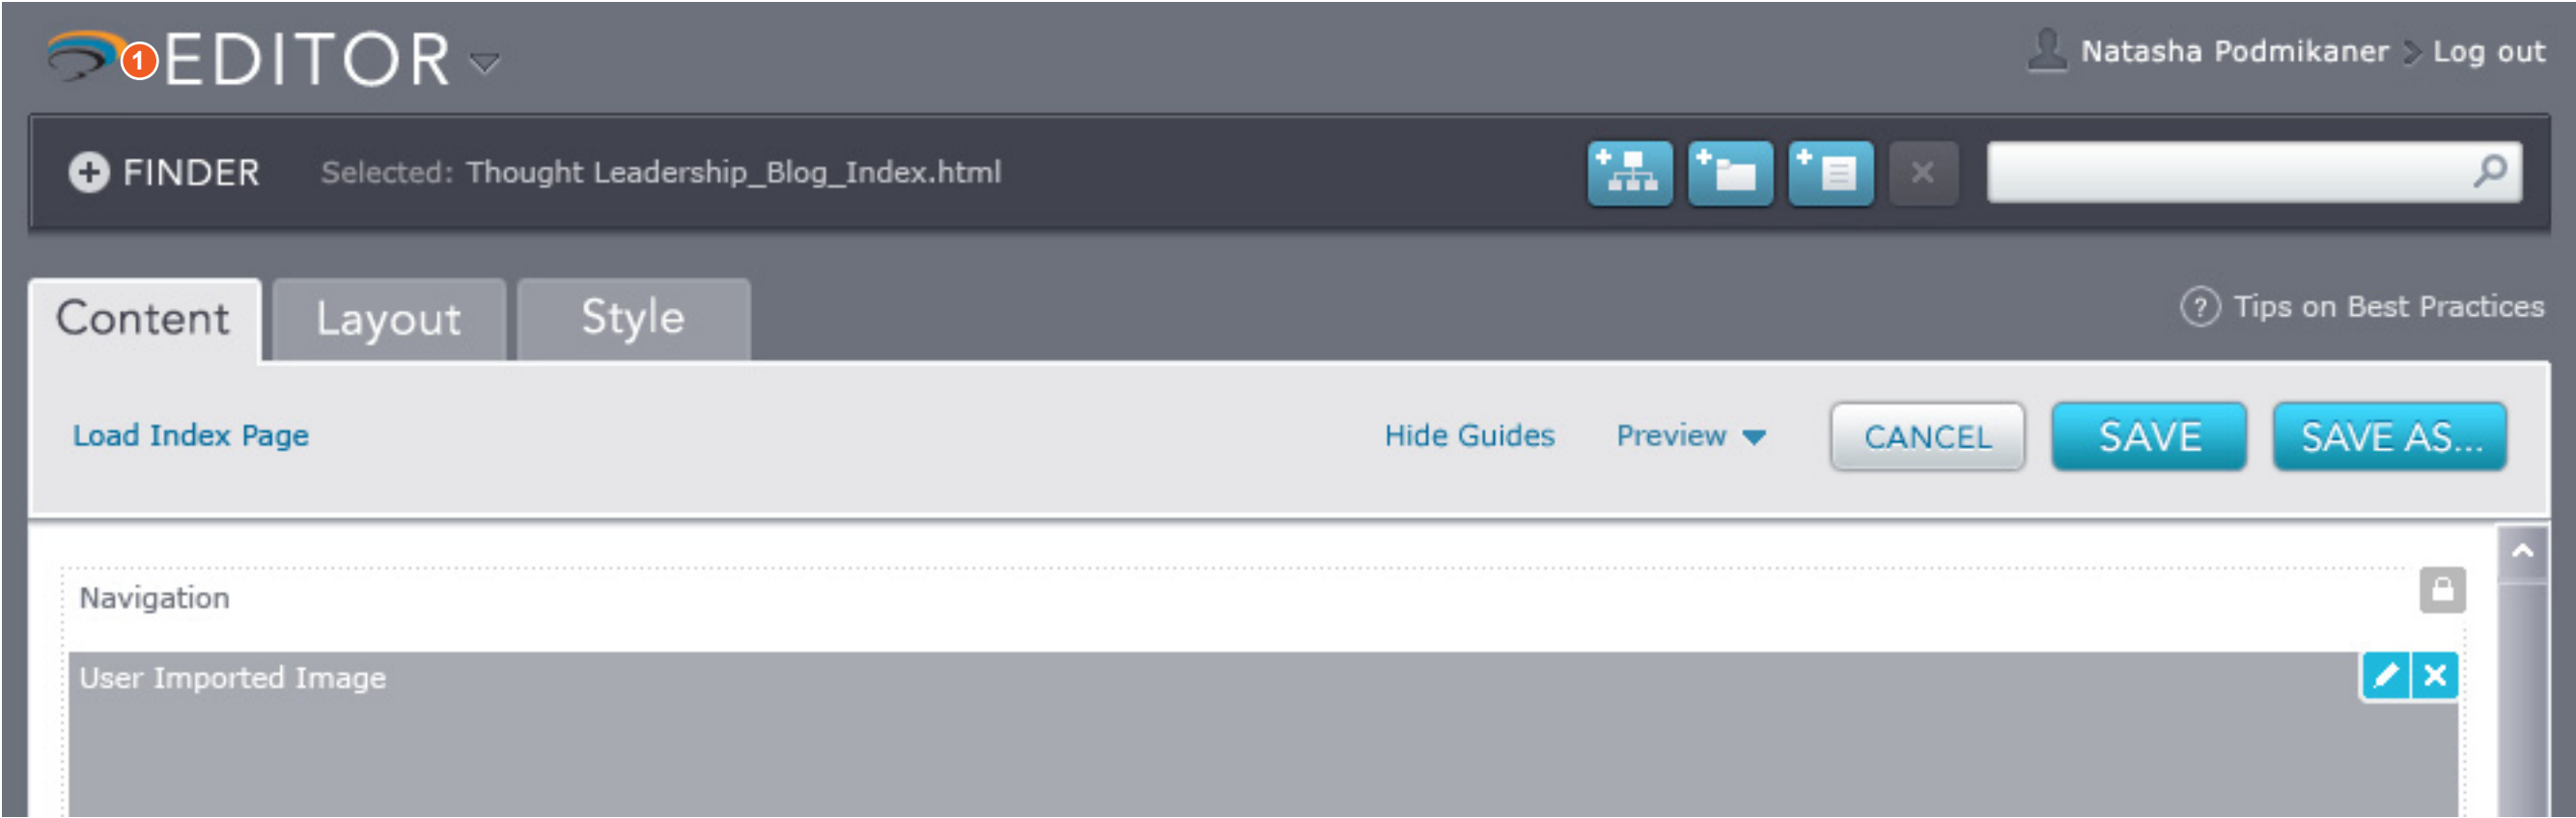 1 EDITOR
Natasha Podmikaner > Log out
FINDER Selected: Thought Leadership_Blog_Index.html
Content Layout Style
? Tips on Best Practices
Load Index Page Hide Guides Preview CANCEL SAVE SAVE AS...
Navigation
User Imported Image